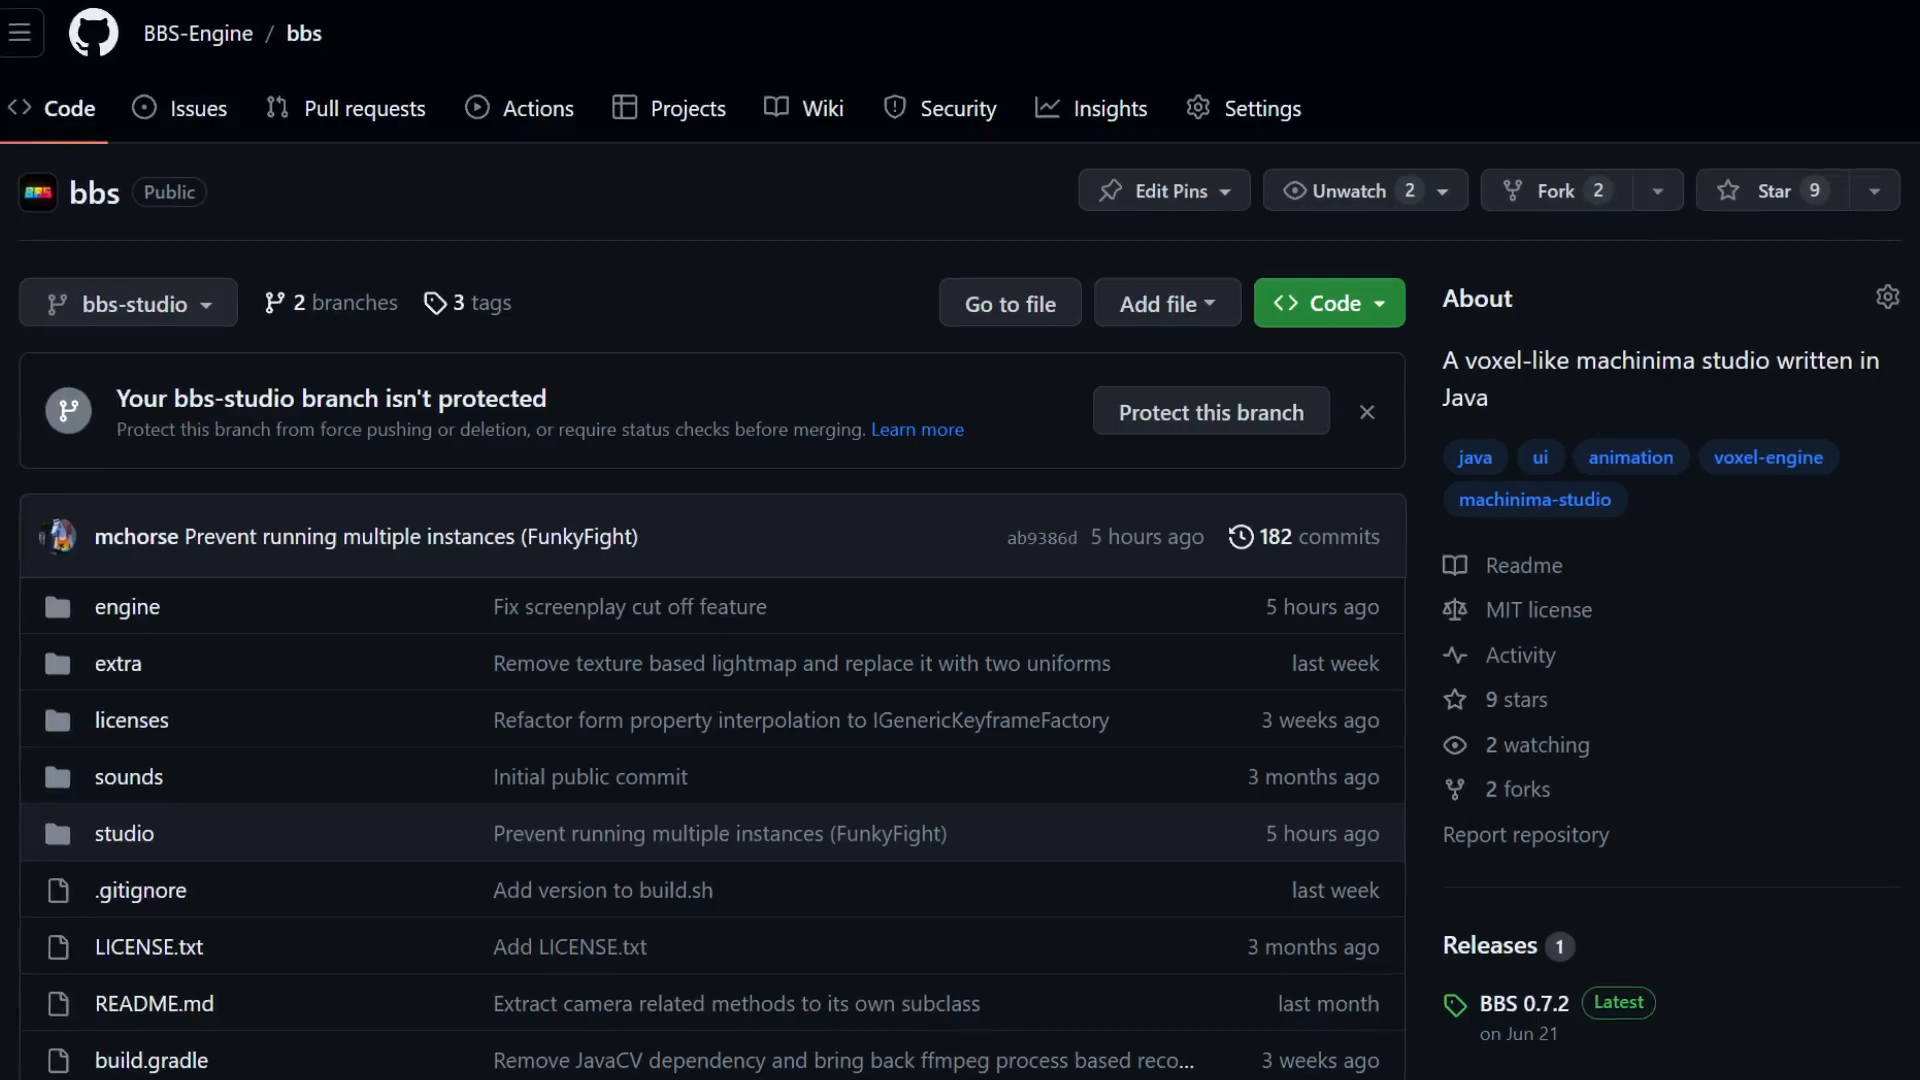 BBS-Engine / bbs
Code Issues Pull requests Actions Projects Wiki Security Insights Settings
BBS bbs Public Edit Pins Unwatch 2 Fork 2 Star 9
bbs-studio 2 branches 3 tags Go to file Add file Code
Your bbs-studio branch isn't protected
Protect this branch from force pushing or deletion, or require status checks before merging. Learn more
Protect this branch
mchorse Prevent running multiple instances (FunkyFight) ab9386d 5 hours ago 182 commits
engine Fix screenplay cut off feature 5 hours ago
extra Remove texture based lightmap and replace it with two uniforms last week
licenses Refactor form property interpolation to IGenericKeyframeFactory 3 weeks ago
sounds Initial public commit 3 months ago
studio Prevent running multiple instances (FunkyFight) 5 hours ago
.gitignore Add version to build.sh last week
LICENSE.txt Add LICENSE.txt 3 months ago
README.md Extract camera related methods to its own subclass last month
build.gradle Remove JavaCV dependency and bring back ffmpeg process based reco... 3 weeks ago
About
A voxel-like machinima studio written in
Java
java ui animation voxel-engine
machinima-studio
Readme
MIT license
Activity
9 stars
2 watching
2 forks
Report repository
Releases 1
BBS 0.7.2 Latest
on Jun 21